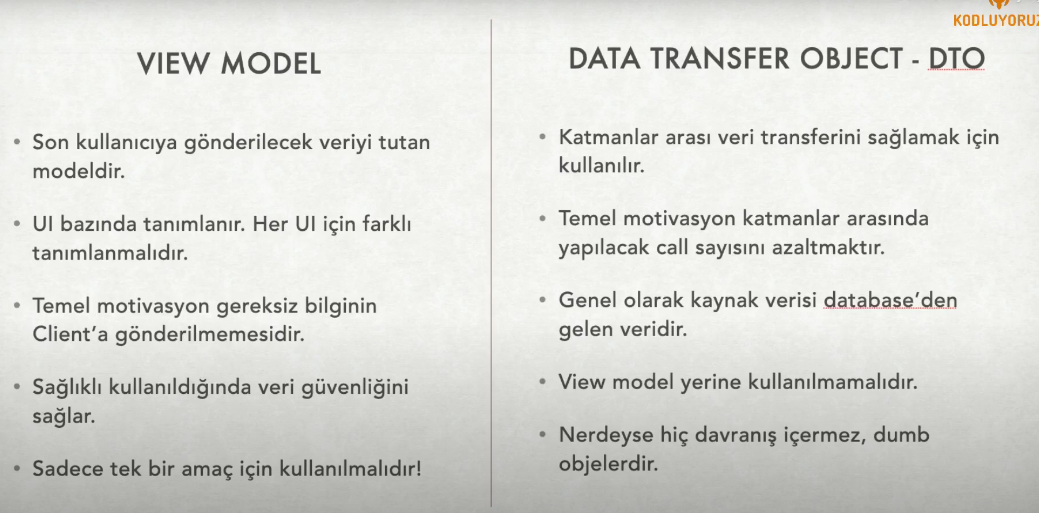 KODLUYORUZ
VIEW MODEL
Son kullanıcıya gönderilecek veriyi tutan
modeldir.
UI bazında tanımlanır. Her UI için farklı
tanımlanmalıdır.
Temel motivasyon gereksiz bilginin
Client'a gönderilmemesidir.
Sağlıklı kullanıldığında veri güvenliğini
sağlar.
Sadece tek bir amaç için kullanılmalıdır!
DATA TRANSFER OBJECT - DTO
Katmanlar arası veri transferini sağlamak için
kullanılır.
Temel motivasyon katmanlar arasında
yapılacak call sayısını azaltmaktır.
Genel olarak kaynak verisi database'den
gelen veridir.
View model yerine kullanılmamalıdır.
Nerdeyse hiç davranış içermez, dumb
objelerdir.